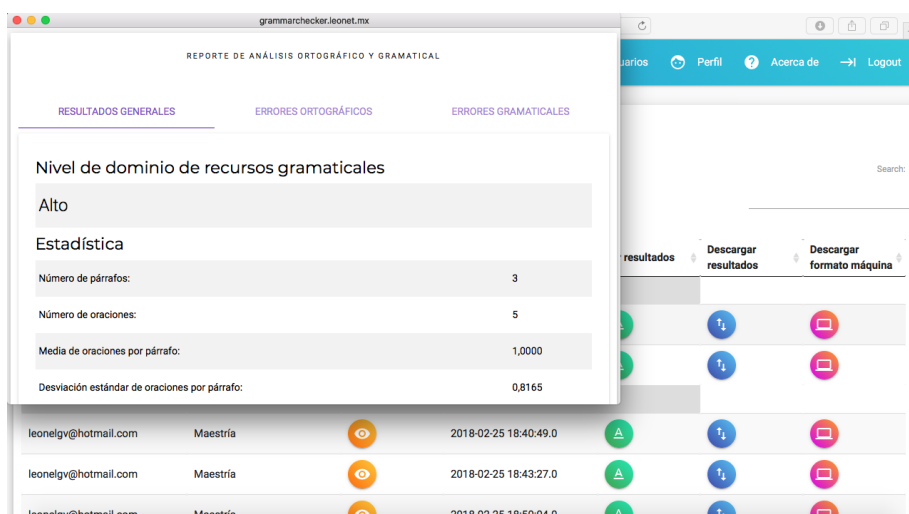 grammarchecker.leonet.mx
REPORTE DE ANÁLISIS ORTOGRÁFICO Y GRAMATICAL
RESULTADOS GENERALES ERRORES ORTOGRÁFICOS ERRORES GRAMATICALES
Nivel de dominio de recursos gramaticales
Alto
Estadística
Número de párrafos: 3
Número de oraciones: 5
Media de oraciones por párrafo: 1,0000
Desviación estándar de oraciones por párrafo: 0,8165
Perfil Acerca de Logout
Search:
resultados Descargar resultados Descargar formato máquina
leonelgv@hotmail.com Maestría 2018-02-25 18:40:49.0
leonelgv@hotmail.com Maestría 2018-02-25 18:43:27.0